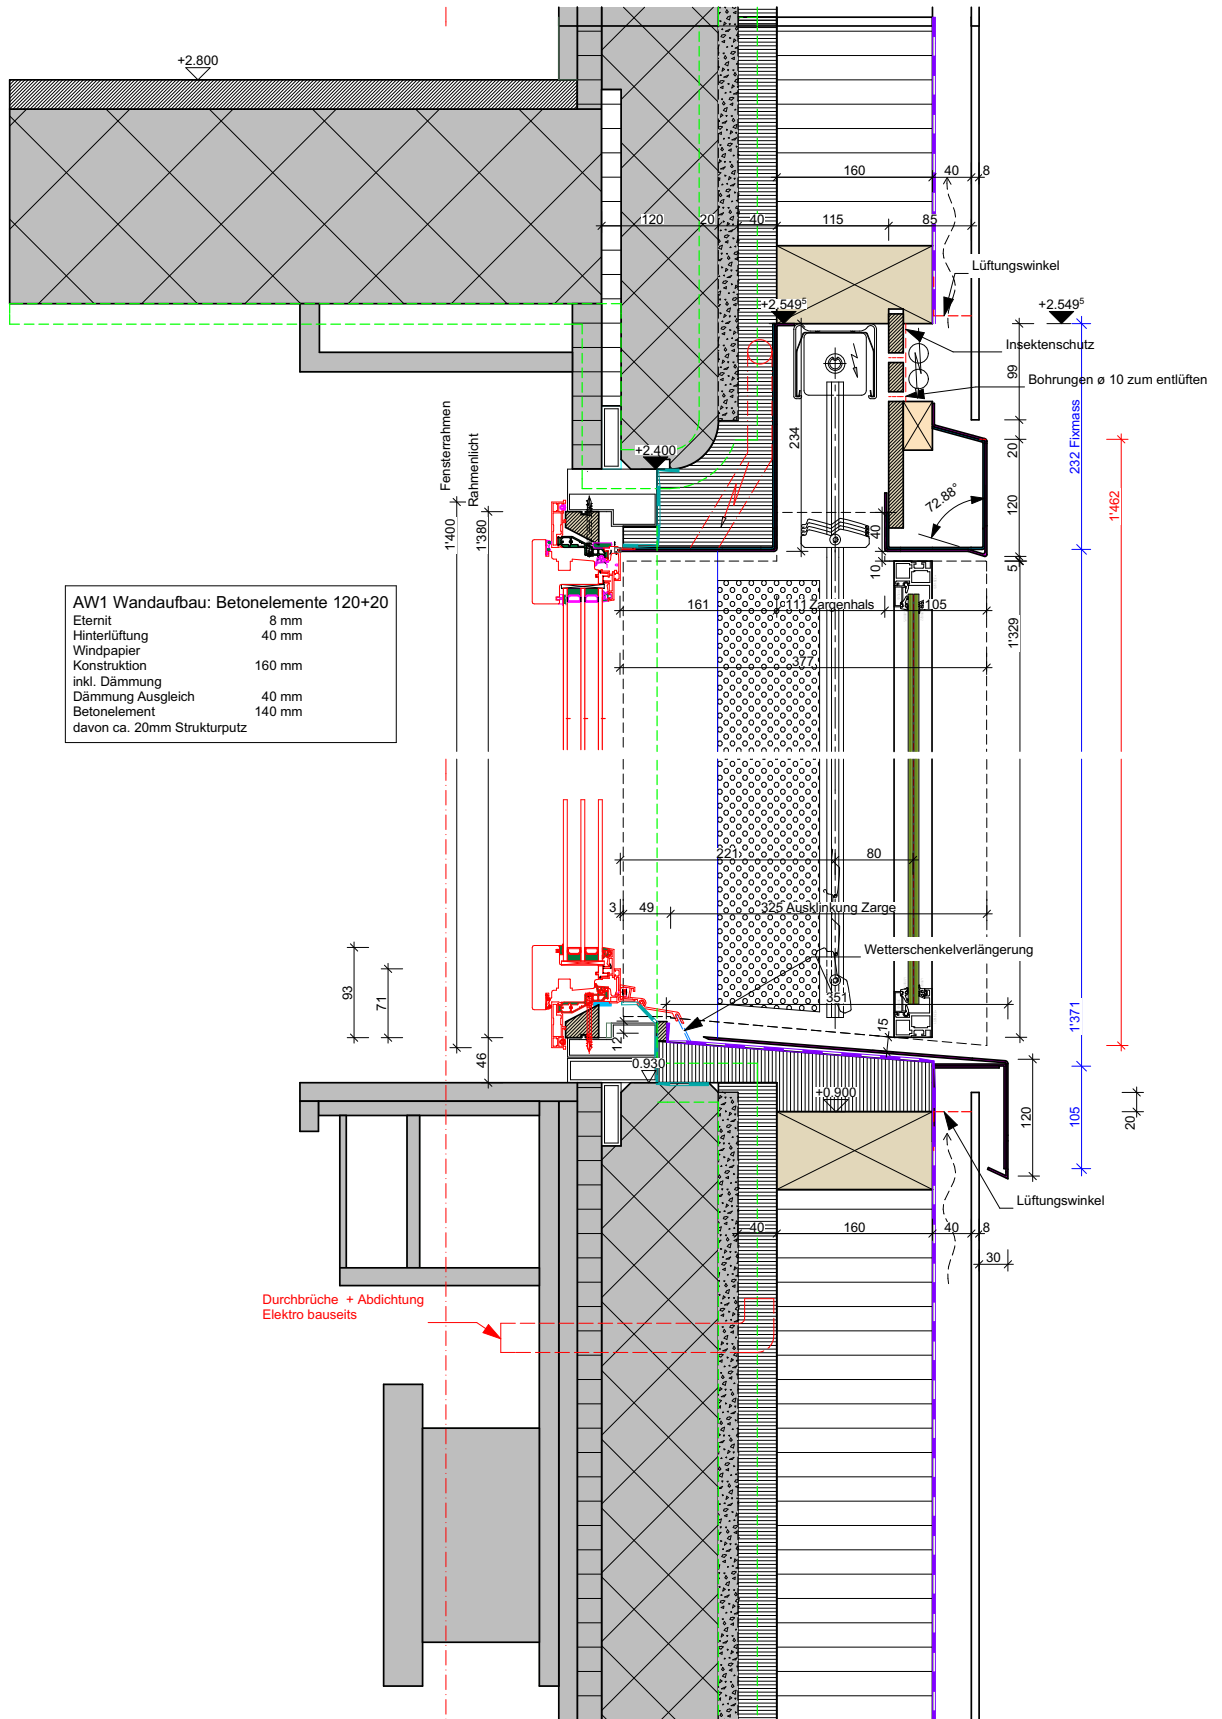 +2.800
160
40
8
120
20
40
115
85
Lüftungswinkel
+2.549⁵
+2.549⁵
Insektenschutz
99
Bohrungen ø 10 zum entlüften
232 Fixmass
Fensterrahmen
Rahmenlicht
234
+2.400
20
72.88°
120
1'462
1'400
1'380
40
10
5
AW1 Wandaufbau: Betonelemente 120+20
Eternit 8 mm
Hinterlüftung 40 mm
Windpapier
Konstruktion 160 mm
inkl. Dämmung
Dämmung Ausgleich 40 mm
Betonelement 140 mm
davon ca. 20mm Strukturputz
161
111 Zargenhals
105
1'329
377
221
80
3
49
325 Ausklinkung Zarge
Wetterschenkelverlängerung
93
71
351
15
1'371
12
46
0.930
+0.900
120
105
20
Lüftungswinkel
40
160
40
8
30
Durchbrüche + Abdichtung
Elektro bauseits